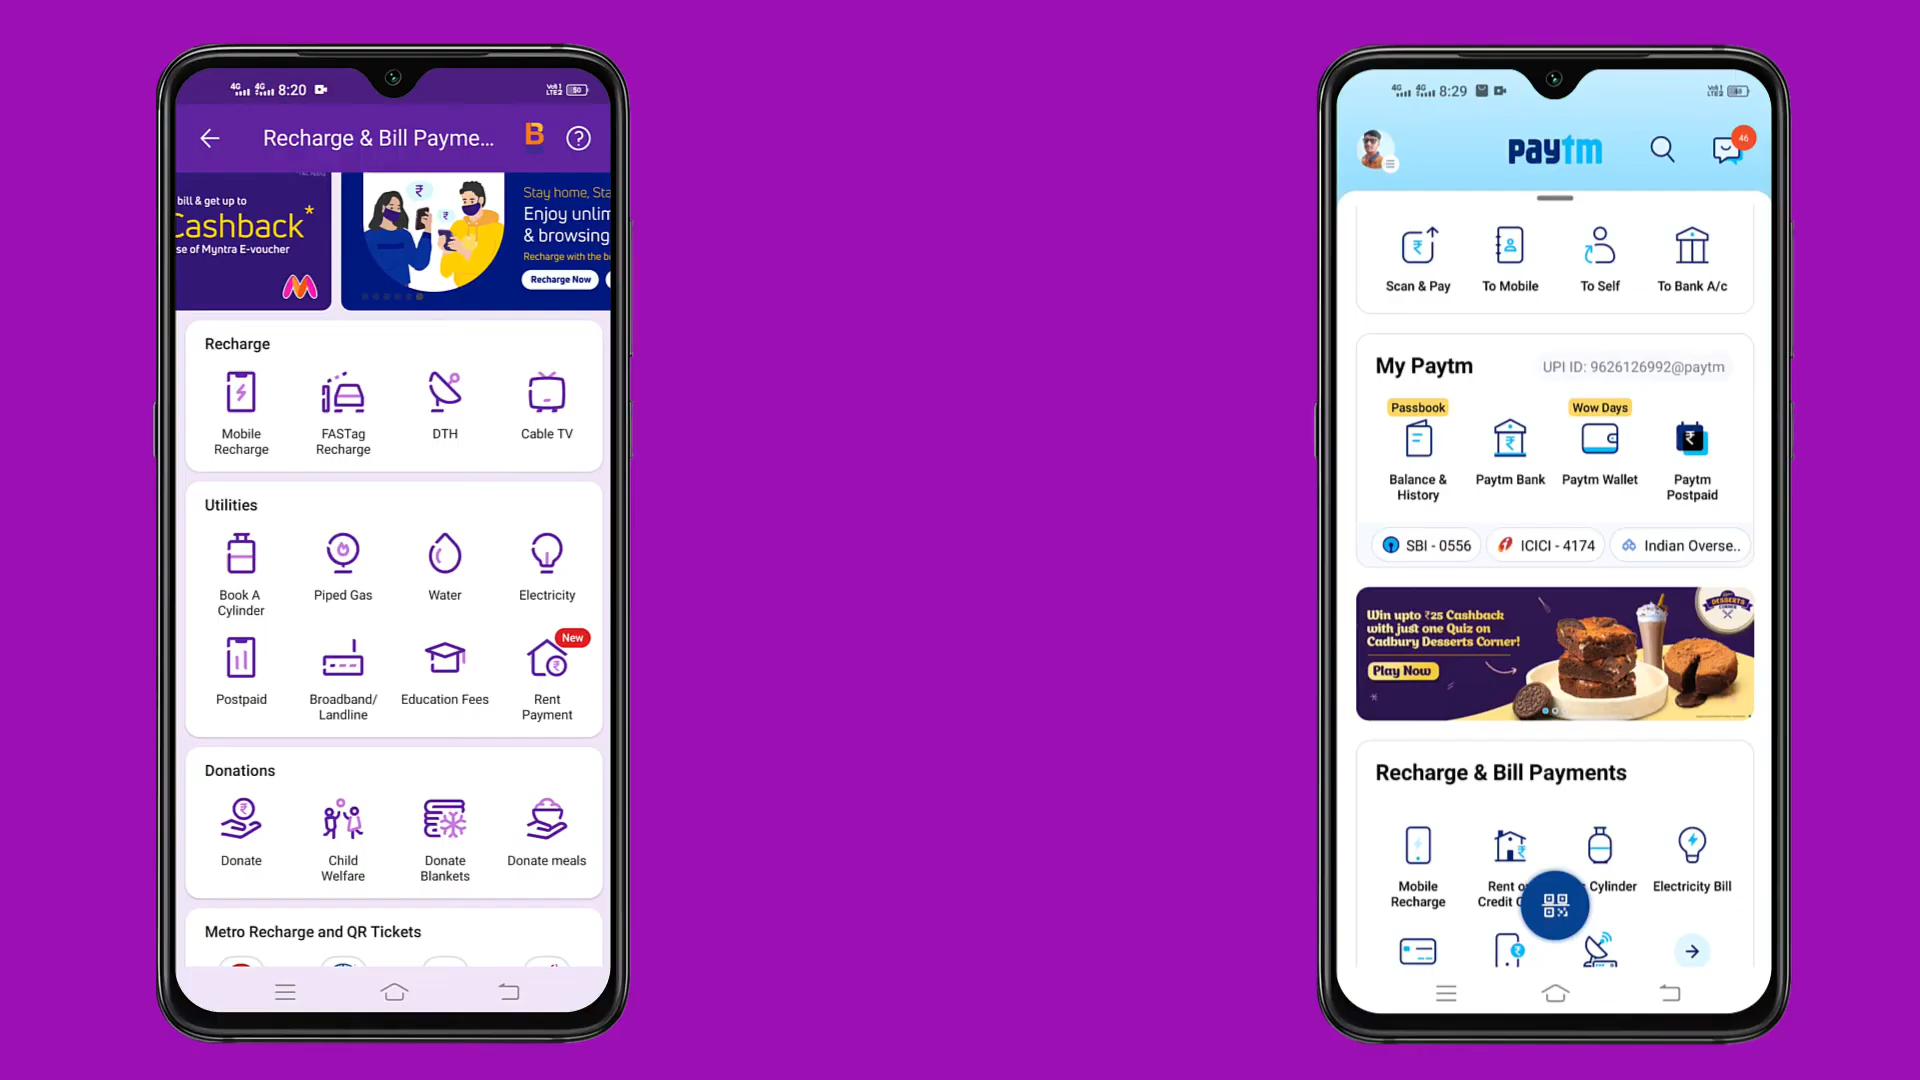 4G 4G 8:20
50
Recharge & Bill Payme...
B
bill & get up to
Cashback*
se of Myntra E-voucher
Stay home, Sta
Enjoy unlim
& browsing
Recharge with the b
Recharge Now
Recharge
Mobile
Recharge
FASTag
Recharge
DTH
Cable TV
Utilities
Book A
Cylinder
Piped Gas
Water
Electricity
Postpaid
Broadband/
Landline
Education Fees
New
Rent
Payment
Donations
Donate
Child
Welfare
Donate
Blankets
Donate meals
Metro Recharge and QR Tickets
4G 4G 8:29
paytm
46
Scan & Pay
To Mobile
To Self
To Bank A/c
My Paytm
UPI ID: 9626126992@paytm
Passbook
Balance &
History
Paytm Bank
Wow Days
Paytm Wallet
Paytm
Postpaid
SBI - 0556
ICICI - 4174
Indian Overse..
Win upto ₹25 Cashback
with just one Quiz on
Cadbury Desserts Corner!
Play Now
DESSERTS
CORNER
Recharge & Bill Payments
Mobile
Recharge
Rent o
Credit C
Cylinder
Electricity Bill